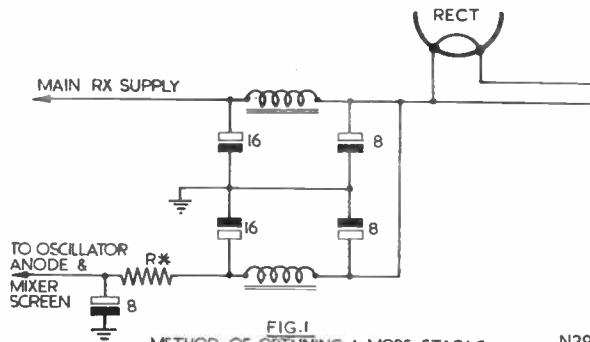 RECT
MAIN RX SUPPLY
16
8
16
8
TO OSCILLATOR
ANODE &
MIXER
SCREEN
R*
8
FIG.1
METHOD OF OBTAINING A MORE STABLE
N29